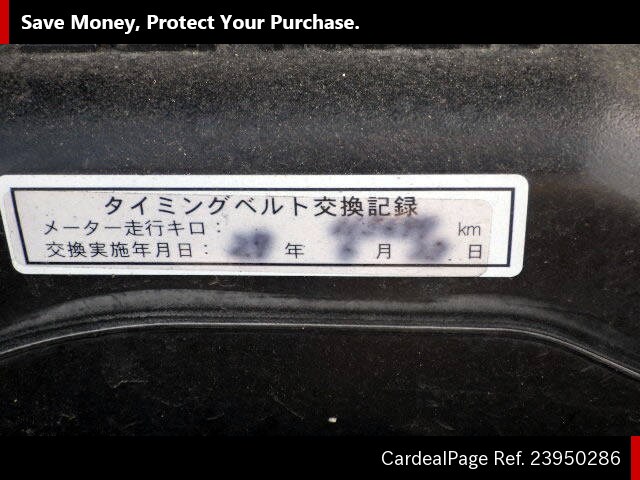 Save Money, Protect Your Purchase.
タイミングベルト交換記録
メーター走行キロ： km
交換実施年月日： 年 月 日
CardealPage Ref. 23950286